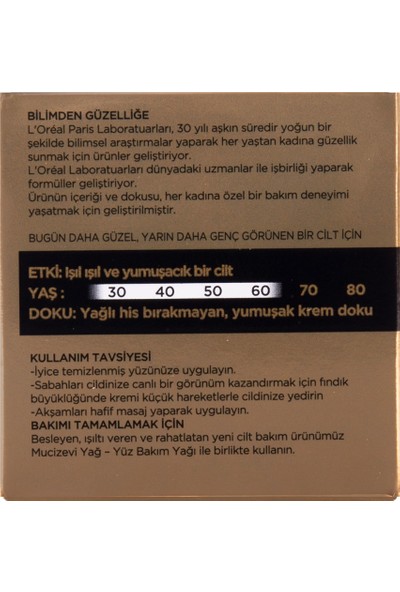 BİLİMDEN GÜZELLİĞE
L'Oréal Paris Laboratuarları, 30 yılı aşkın süredir yoğun bir
şekilde bilimsel araştırmalar yaparak her yaştan kadına güzellik
sunmak için ürünler geliştiriyor.
L'Oréal Laboratuarları dünyadaki uzmanlar ile işbirliği yaparak
formüller geliştiriyor.
Ürünün içeriği ve dokusu, her kadına özel bir bakım deneyimi
yaşatmak için geliştirilmiştir.
BUGÜN DAHA GÜZEL, YARIN DAHA GENÇ GÖRÜNEN BİR CİLT İÇİN
ETKİ: Işıl ışıl ve yumuşacık bir cilt
YAŞ : 30 40 50 60 70 80
DOKU: Yağlı his bırakmayan, yumuşak krem doku
KULLANIM TAVSİYESİ
-İyice temizlenmiş yüzünüze uygulayın.
-Sabahları cildinize canlı bir görünüm kazandırmak için fındık
büyüklüğünde kremi küçük hareketlerle cildinize yedirin
-Akşamları hafif masaj yaparak uygulayın.
BAKIMI TAMAMLAMAK İÇİN
Besleyen, ışıltı veren ve rahatlatan yeni cilt bakım ürünümüz
Mucizevi Yağ – Yüz Bakım Yağı ile birlikte kullanın.